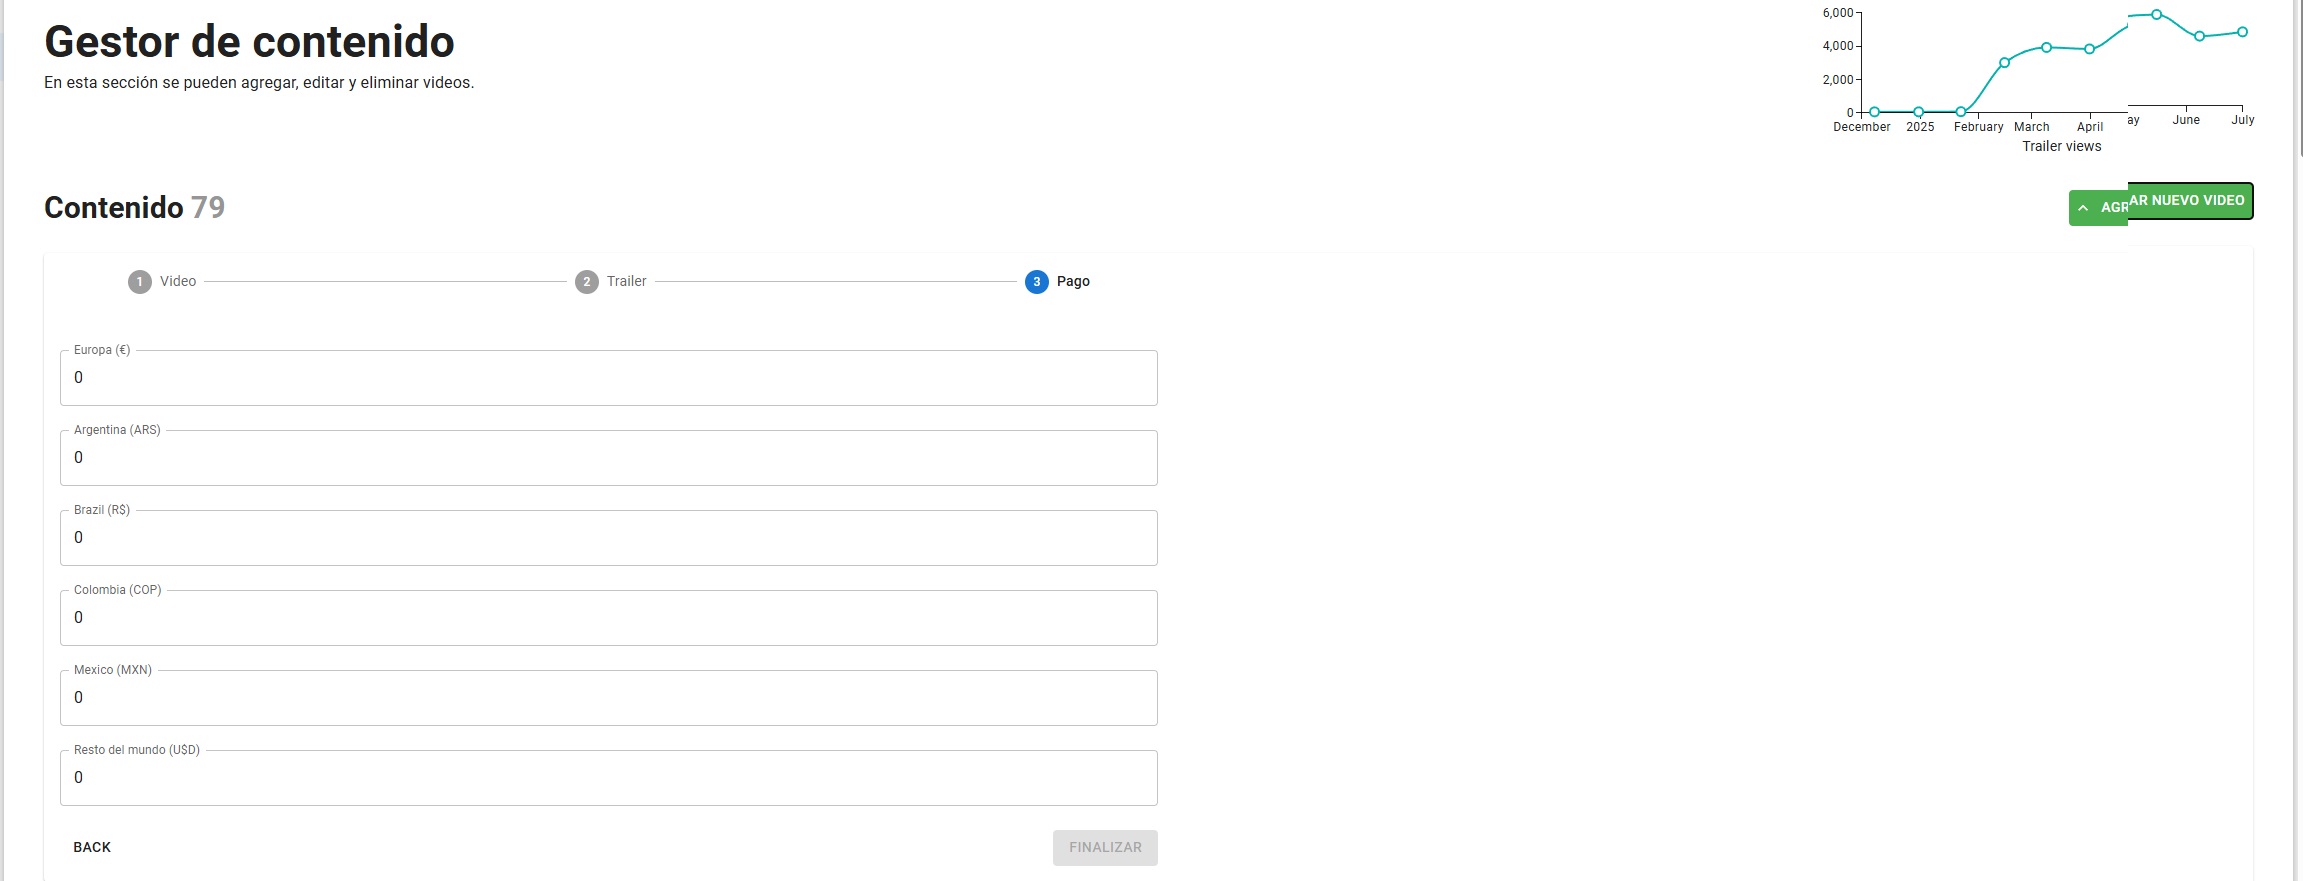 Gestor de contenido
En esta sección se pueden agregar, editar y eliminar videos.
6,000
4,000
2,000
0
December 2025 February March April ay June July
Trailer views
Contenido 79
AGR AR NUEVO VIDEO
1 Video 2 Trailer 3 Pago
Europa (€)
0
Argentina (ARS)
0
Brazil (R$)
0
Colombia (COP)
0
Mexico (MXN)
0
Resto del mundo (U$D)
0
BACK FINALIZAR